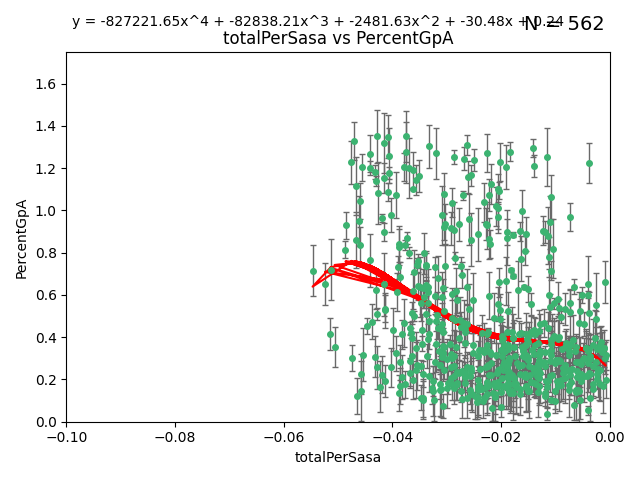 y = -827221.65x^4 + -82838.21x^3 + -2481.63x^2 + -30.48x + 0.24
N = 562
totalPerSasa vs PercentGpA
PercentGpA
1.6
1.4
1.2
1.0
0.8
0.6
0.4
0.2
0.0
−0.10 −0.08 −0.06 −0.04 −0.02 0.00
totalPerSasa